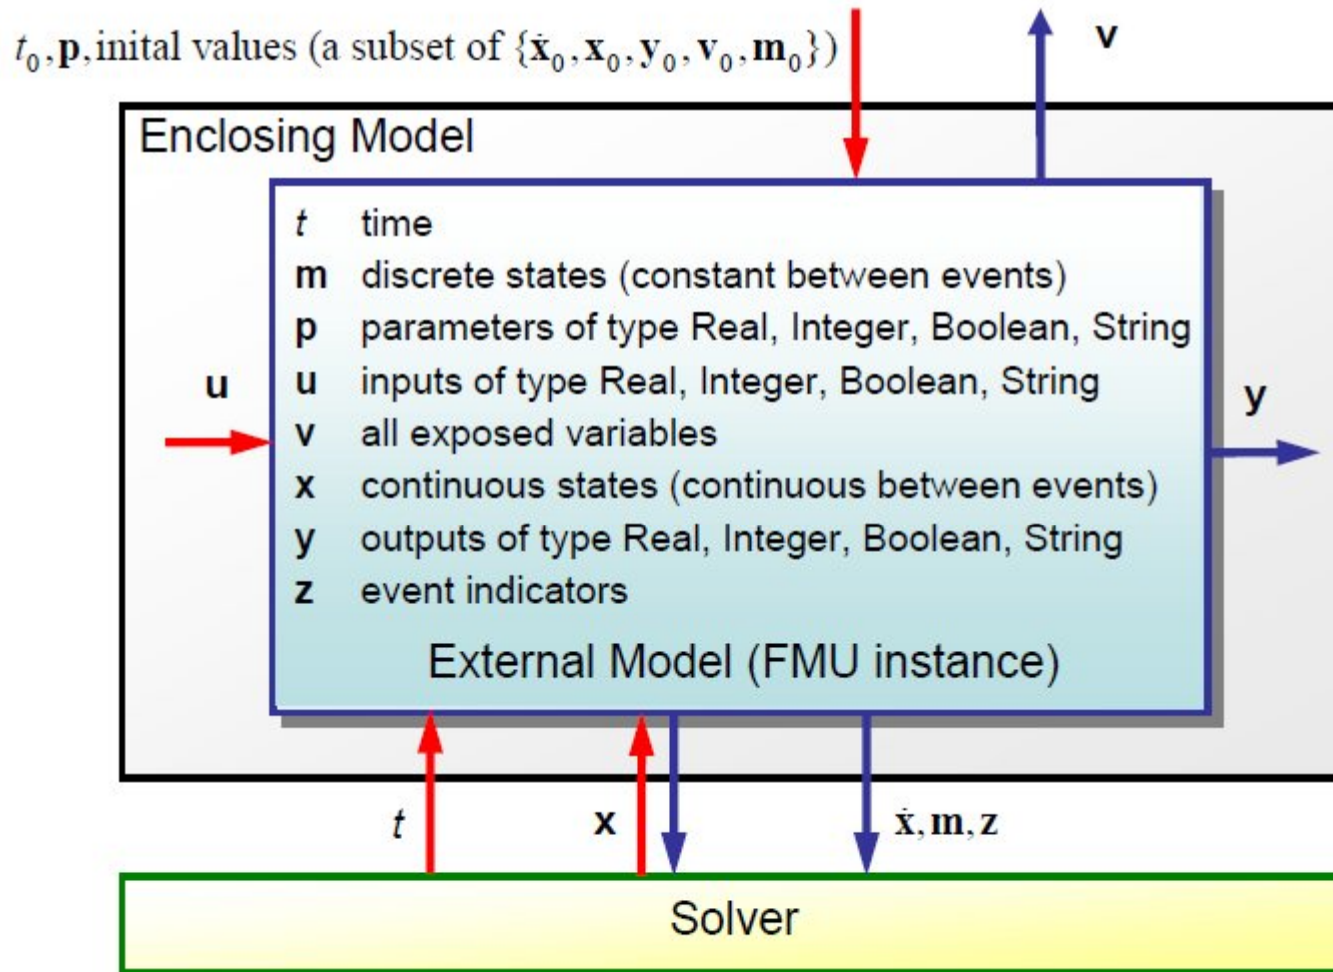 t₀, p, inital values (a subset of {ẋ₀, x₀, y₀, v₀, m₀})
v
Enclosing Model
t time
m discrete states (constant between events)
p parameters of type Real, Integer, Boolean, String
u inputs of type Real, Integer, Boolean, String
v all exposed variables
x continuous states (continuous between events)
y outputs of type Real, Integer, Boolean, String
z event indicators
u
y
External Model (FMU instance)
t
x
ẋ, m, z
Solver